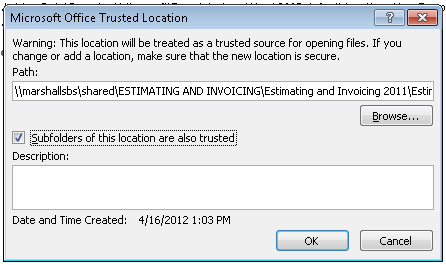 Microsoft Office Trusted Location
Warning: This location will be treated as a trusted source for opening files. If you
change or add a location, make sure that the new location is secure.
Path:
\\marshallsbs\shared\ESTIMATING AND INVOICING\Estimating and Invoicing 2011\Estir
Browse...
Subfolders of this location are also trusted
Description:
Date and Time Created: 4/16/2012 1:03 PM
OK
Cancel